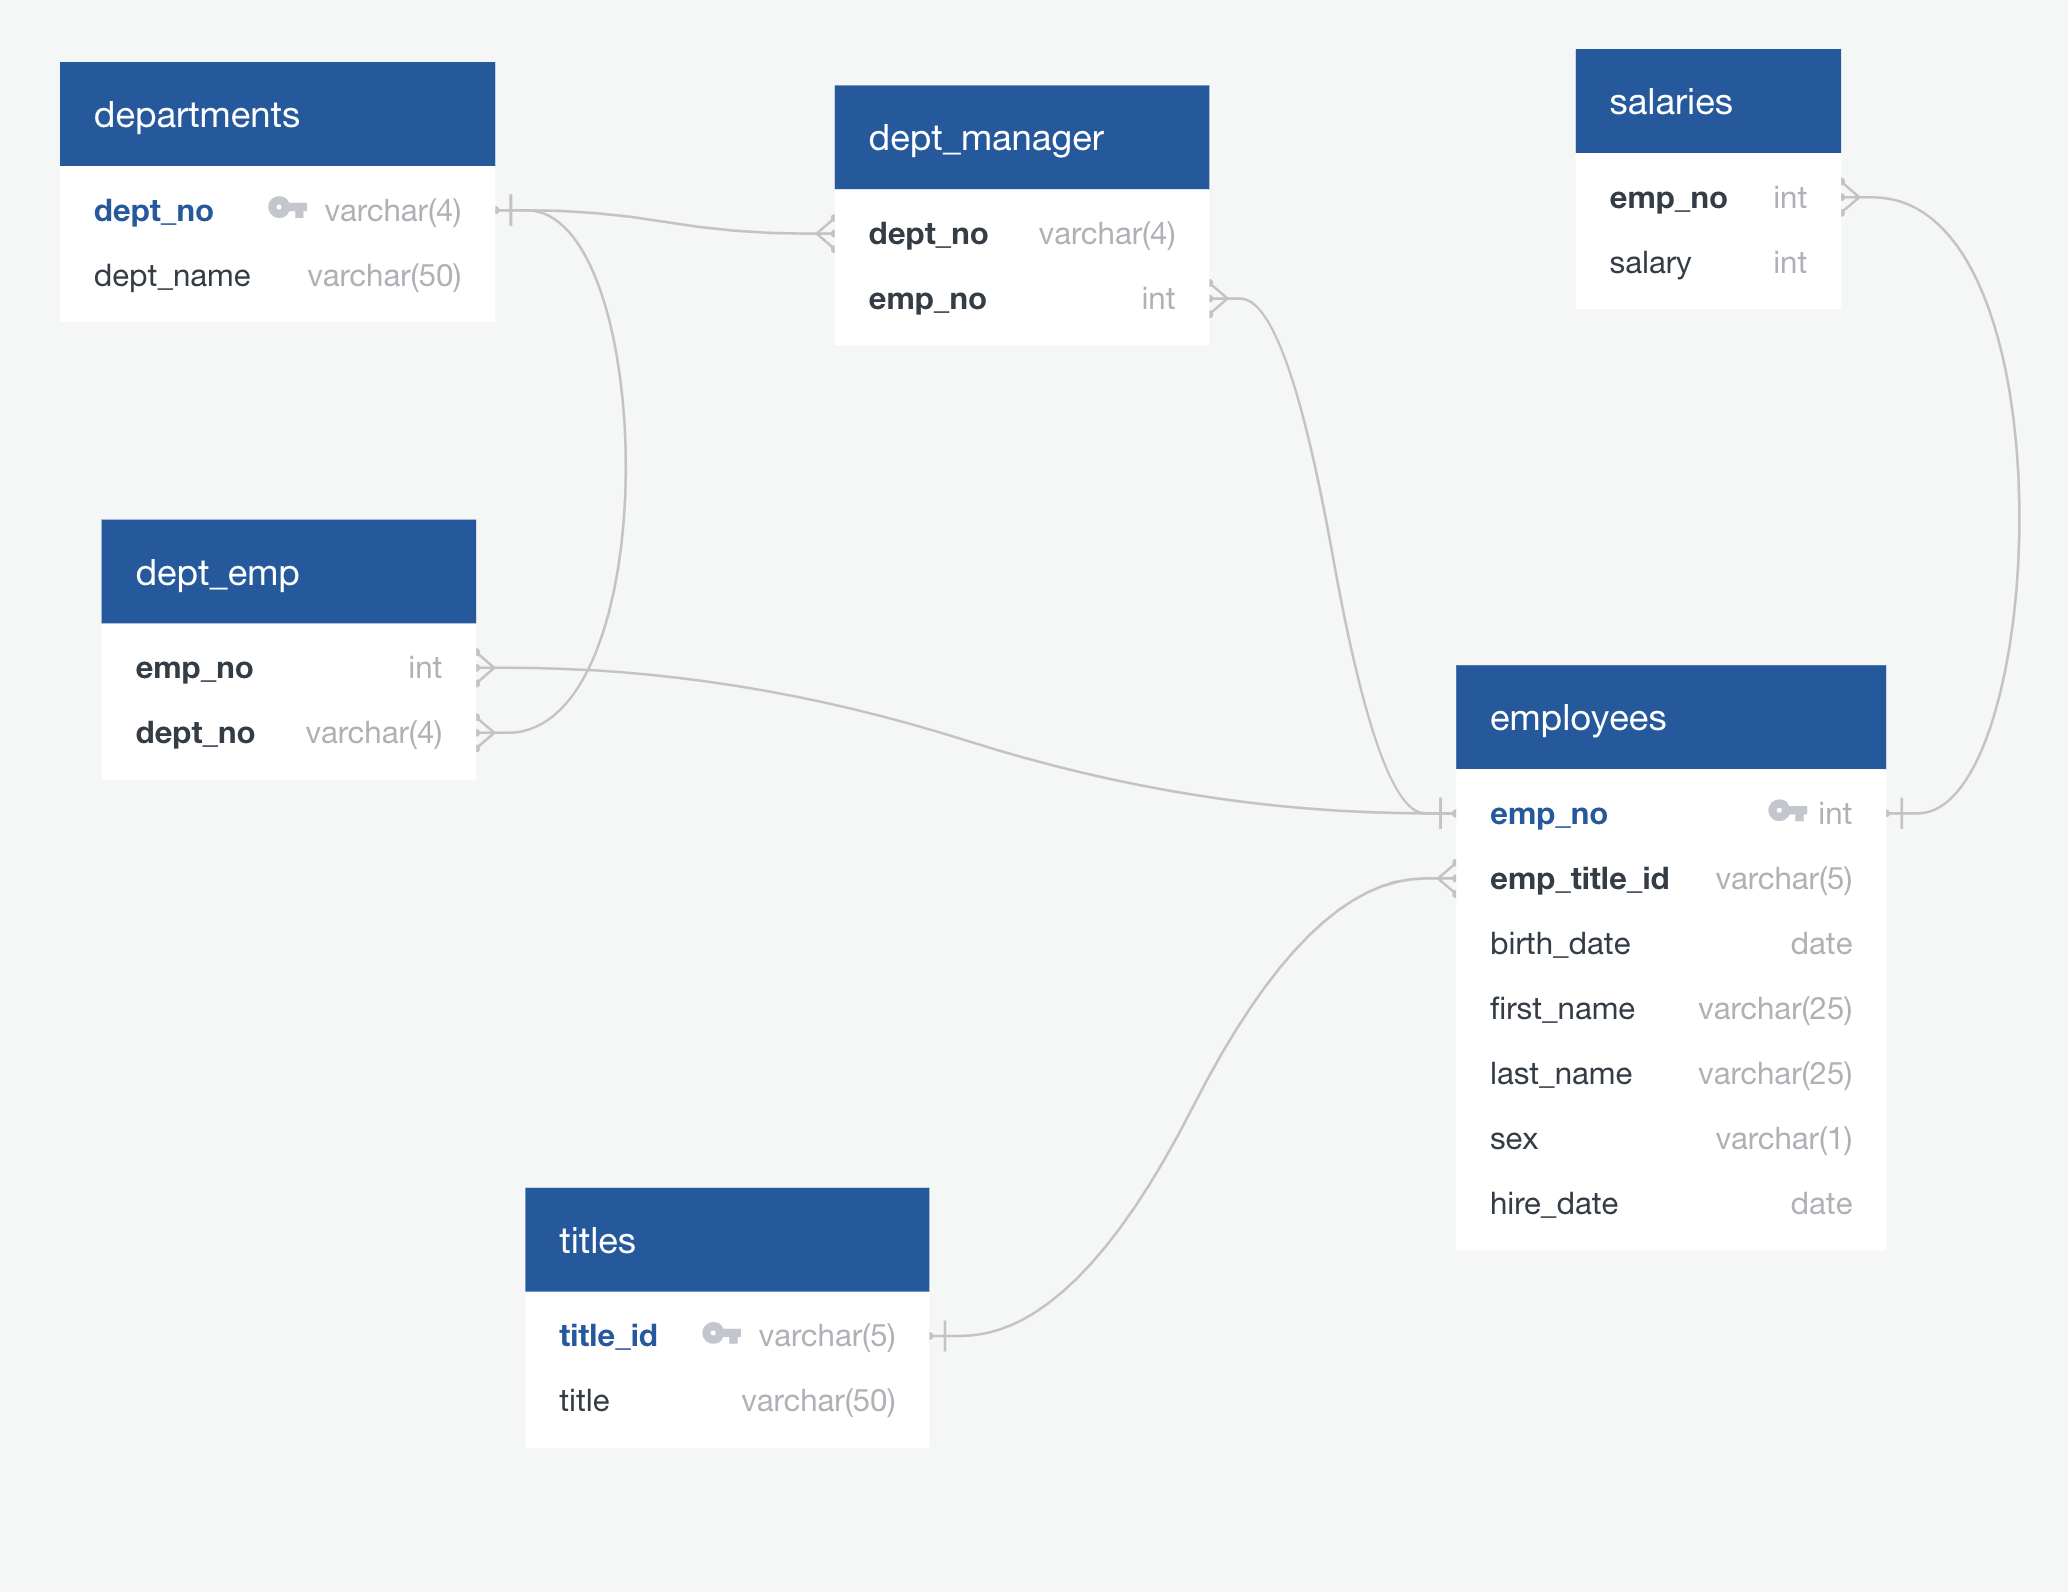 departments
dept_no varchar(4)
dept_name varchar(50)
dept_manager
dept_no varchar(4)
emp_no int
salaries
emp_no int
salary int
dept_emp
emp_no int
dept_no varchar(4)
employees
emp_no int
emp_title_id varchar(5)
birth_date date
first_name varchar(25)
last_name varchar(25)
sex varchar(1)
hire_date date
titles
title_id varchar(5)
title varchar(50)